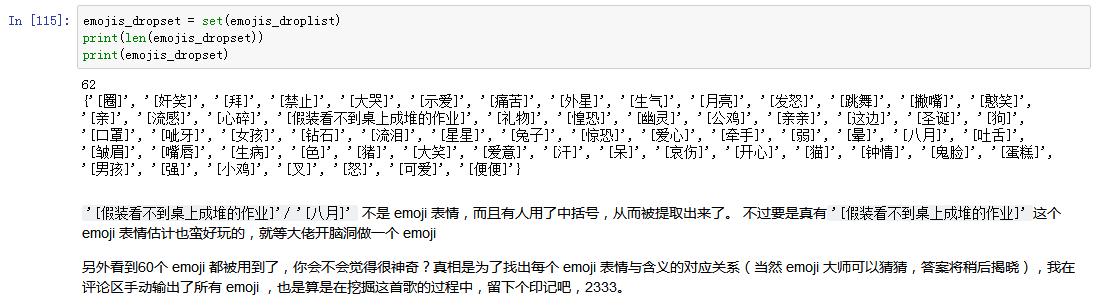 In [115]: emojis_dropset = set(emojis_droplist)
print(len(emojis_dropset))
print(emojis_dropset)
62
{'[圈]', '[奸笑]', '[拜]', '[禁止]', '[大哭]', '[示爱]', '[痛苦]', '[外星]', '[生气]', '[月亮]', '[发怒]', '[跳舞]', '[撇嘴]', '[憨笑]',
'[亲]', '[流感]', '[心碎]', '[假装看不到桌上成堆的作业]', '[礼物]', '[惶恐]', '[幽灵]', '[公鸡]', '[亲亲]', '[这边]', '[圣诞]', '[狗]',
'[口罩]', '[呲牙]', '[女孩]', '[钻石]', '[流泪]', '[星星]', '[兔子]', '[惊恐]', '[爱心]', '[牵手]', '[弱]', '[晕]', '[八月]', '[吐舌]',
'[皱眉]', '[嘴唇]', '[生病]', '[色]', '[猪]', '[大笑]', '[爱意]', '[汗]', '[呆]', '[哀伤]', '[开心]', '[猫]', '[钟情]', '[鬼脸]', '[蛋糕]',
'[男孩]', '[强]', '[小鸡]', '[叉]', '[怒]', '[可爱]', '[便便]'}
'[假装看不到桌上成堆的作业]'/'[八月]' 不是 emoji 表情，而且有人用了中括号，从而被提取出来了。 不过要是真有'[假装看不到桌上成堆的作业]'这个
emoji 表情估计也蛮好玩的，就等大佬开脑洞做一个 emoji
另外看到60个 emoji 都被用到了，你会不会觉得很神奇？真相是为了找出每个 emoji 表情与含义的对应关系（当然 emoji 大师可以猜猜，答案将稍后揭晓），我在
评论区手动输出了所有 emoji ，也是算是在挖掘这首歌的过程中，留下个印记吧，2333。